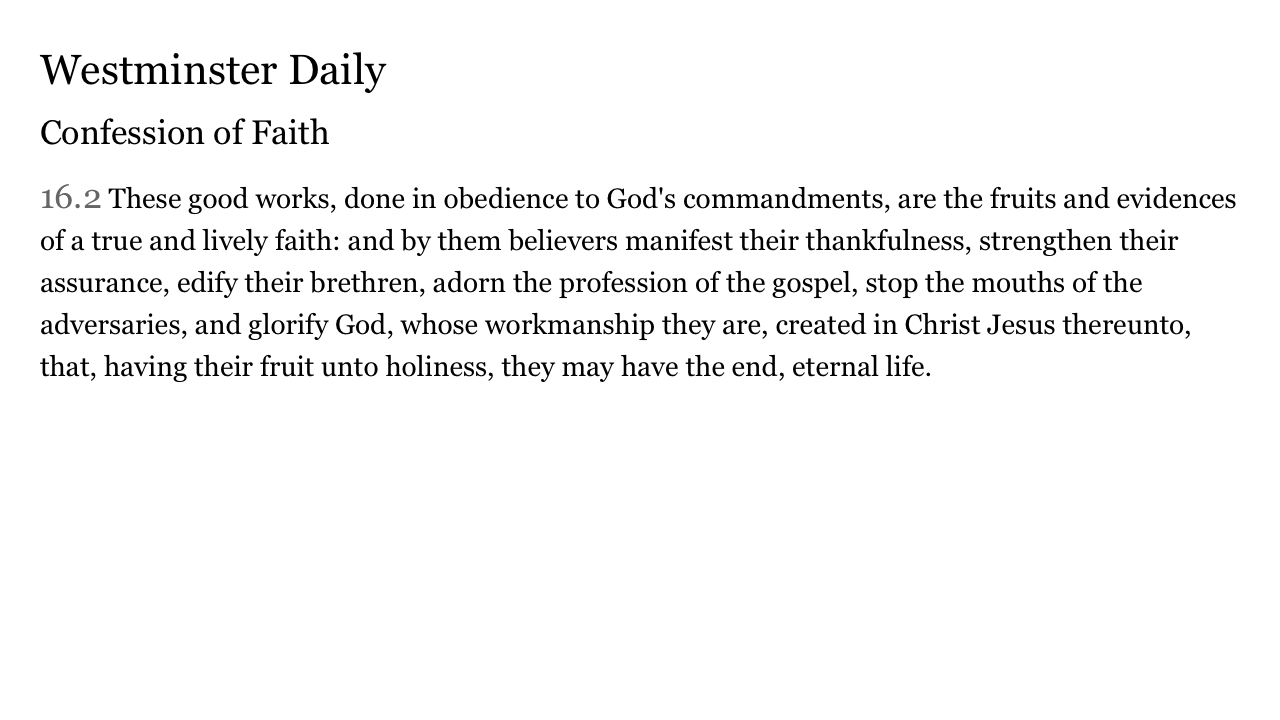 Westminster Daily
Confession of Faith
16.2 These good works, done in obedience to God's commandments, are the fruits and evidences
of a true and lively faith: and by them believers manifest their thankfulness, strengthen their
assurance, edify their brethren, adorn the profession of the gospel, stop the mouths of the
adversaries, and glorify God, whose workmanship they are, created in Christ Jesus thereunto,
that, having their fruit unto holiness, they may have the end, eternal life.